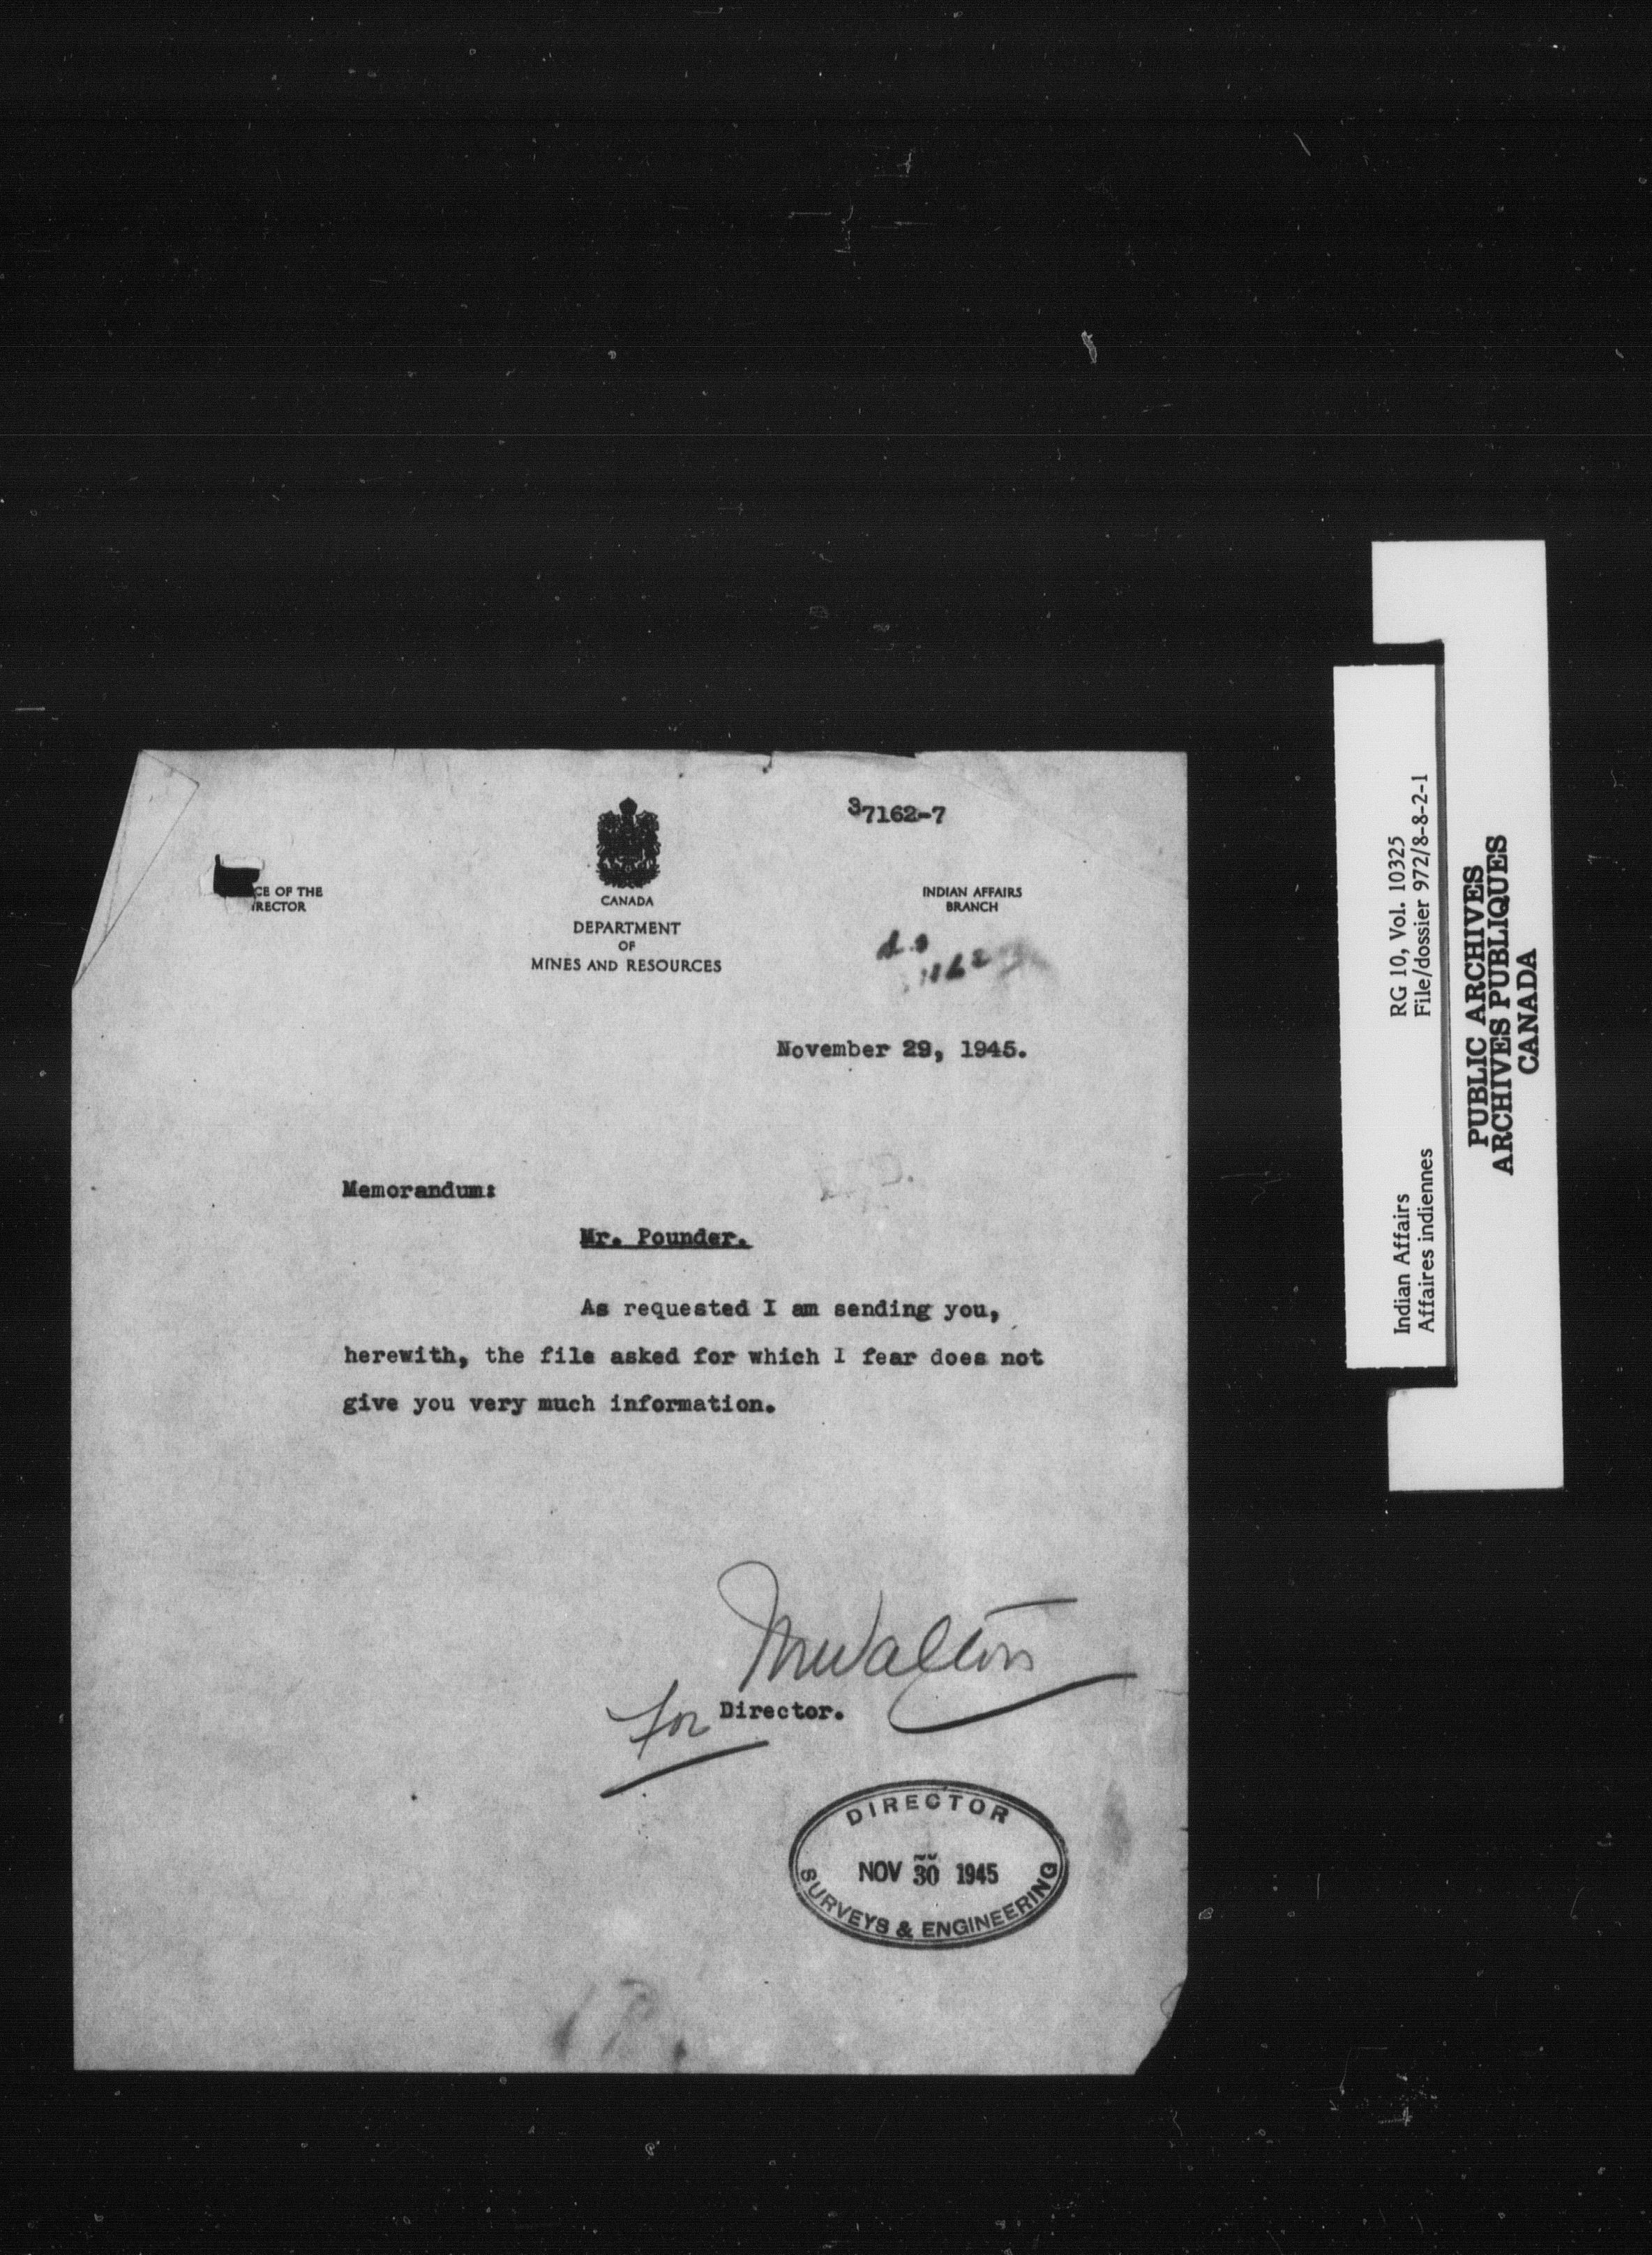 37162-7
CE OF THE
IRECTOR
CANADA
DEPARTMENT
OF
MINES AND RESOURCES
INDIAN AFFAIRS
BRANCH
November 29, 1945.
Memorandum:
Mr. Pounder.
As requested I am sending you,
herewith, the file asked for which I fear does not
give you very much information.
for Director.
DIRECTOR
NOV 30 1945
SURVEYS & ENGINEERING
Indian Affairs RG 10, Vol. 10325
Affaires indiennes File/dossier 972/8-8-2-1
PUBLIC ARCHIVES
ARCHIVES PUBLIQUES
CANADA